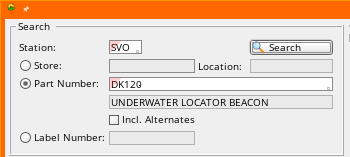 Search
Station: SVO Search
Store: Location:
Part Number: DK120
UNDERWATER LOCATOR BEACON
Incl. Alternates
Label Number: